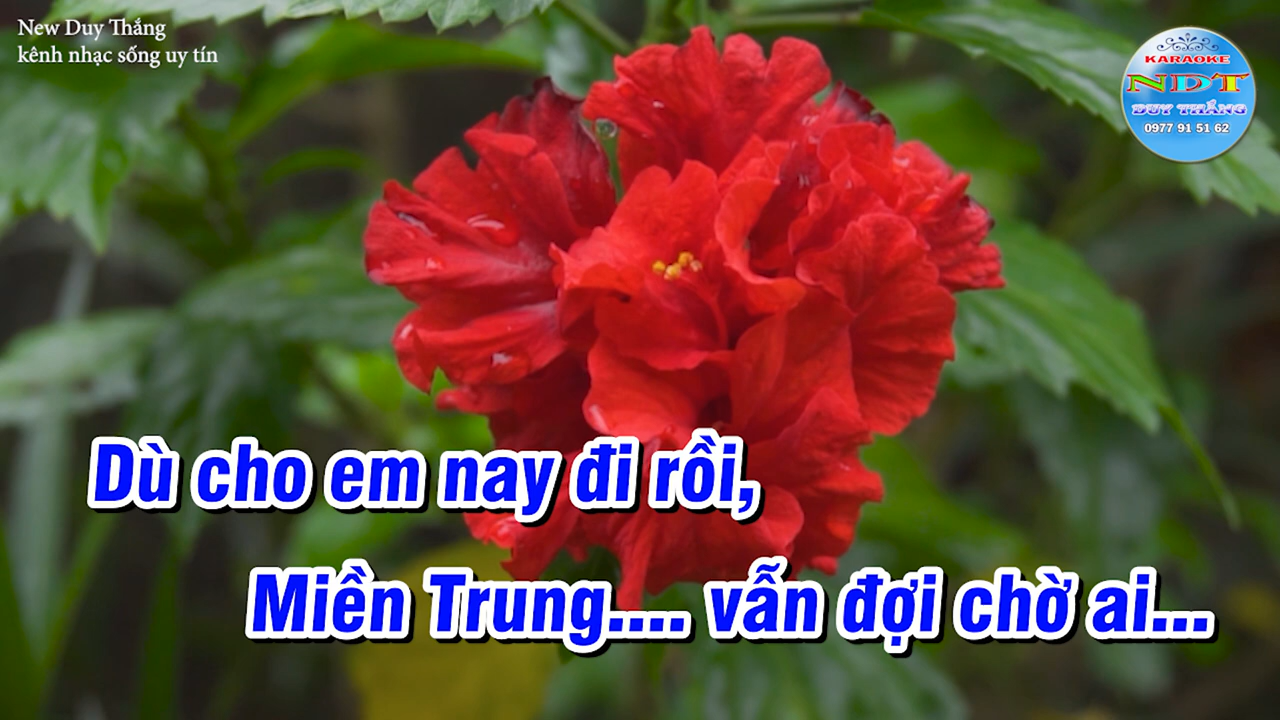 New Duy Thắng
kênh nhạc sống uy tín
KARAOKE
NDT
DUY THẮNG
0977 91 51 62
Dù cho em nay đi rồi,
Miền Trung.... vẫn đợi chờ ai...